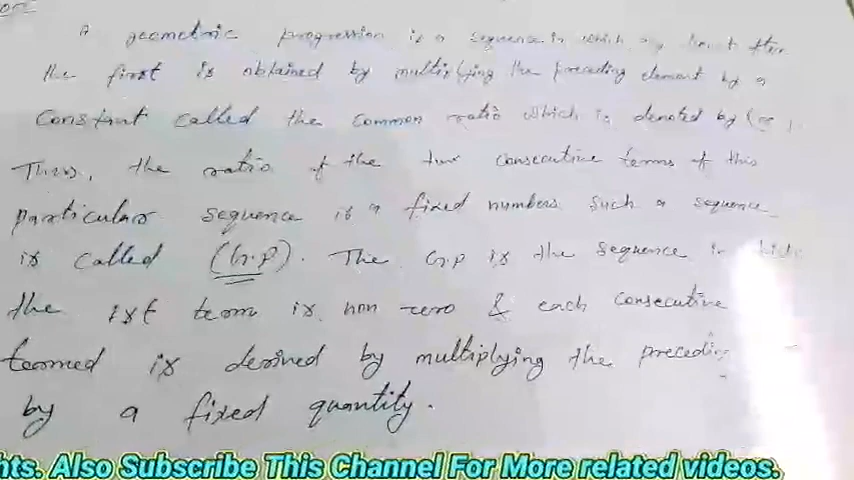 A geometric progression is a sequence in which any term after
the first is obtained by multiplying the preceding element by a
Constant called the common ratio which is denoted by (r).
Thus, the ratio of the two consecutive terms of this
particular sequence is a fixed numbers such a sequence
is called (G.P). The G.P is the sequence in which
the 1st term is non zero & each consecutive
termed is derived by multiplying the preceding
by a fixed quantity.
hts. Also Subscribe This Channel For More related videos.